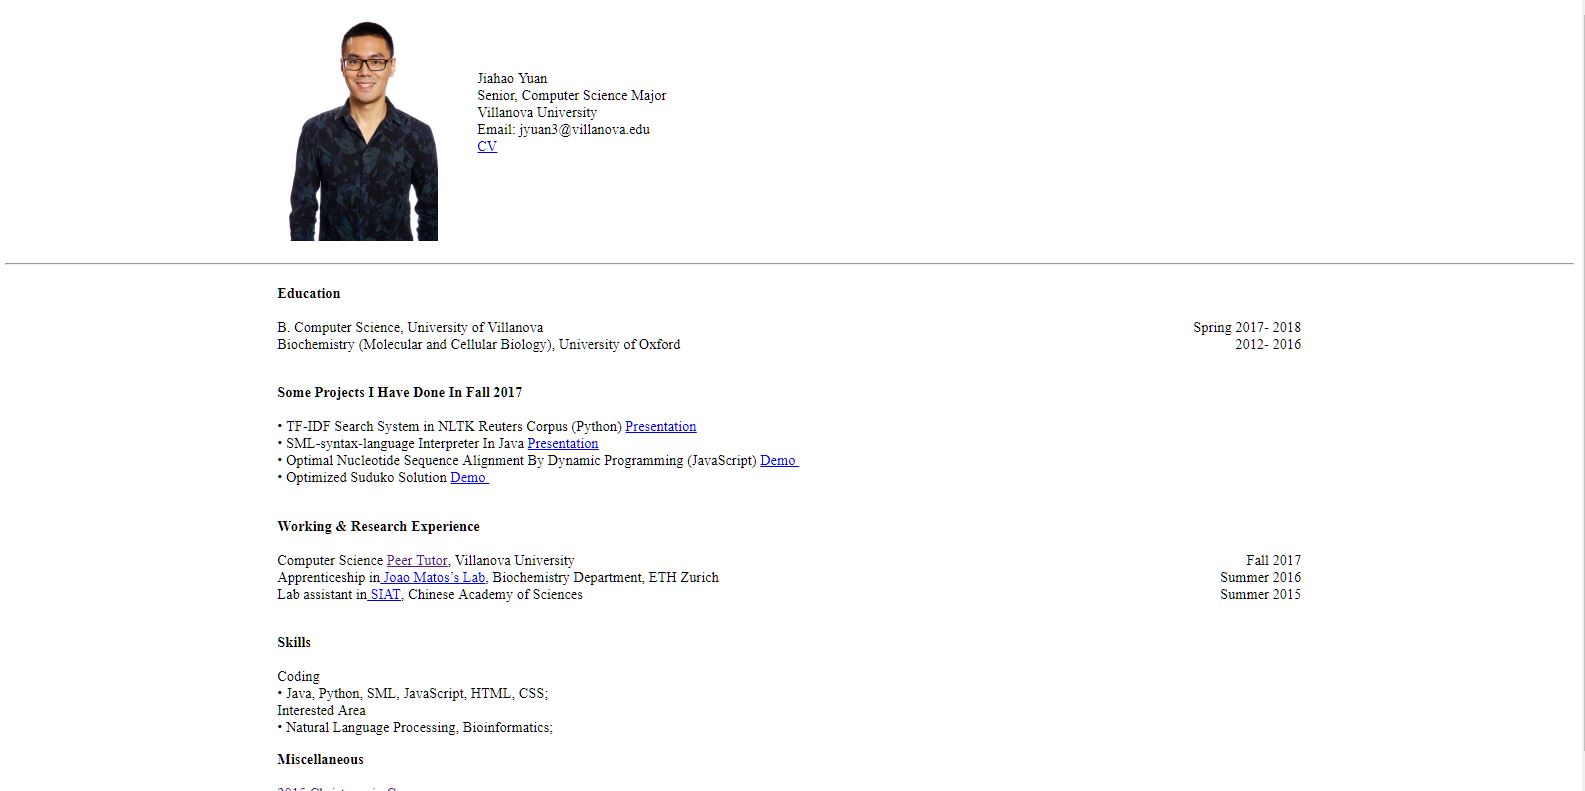 Jiahao Yuan
Senior, Computer Science Major
Villanova University
Email: jyuan3@villanova.edu
CV
Education
B. Computer Science, University of Villanova Spring 2017- 2018
Biochemistry (Molecular and Cellular Biology), University of Oxford 2012- 2016
Some Projects I Have Done In Fall 2017
• TF-IDF Search System in NLTK Reuters Corpus (Python) Presentation
• SML-syntax-language Interpreter In Java Presentation
• Optimal Nucleotide Sequence Alignment By Dynamic Programming (JavaScript) Demo
• Optimized Suduko Solution Demo
Working & Research Experience
Computer Science Peer Tutor, Villanova University Fall 2017
Apprenticeship in Joao Matos's Lab, Biochemistry Department, ETH Zurich Summer 2016
Lab assistant in SIAT, Chinese Academy of Sciences Summer 2015
Skills
Coding
• Java, Python, SML, JavaScript, HTML, CSS;
Interested Area
• Natural Language Processing, Bioinformatics;
Miscellaneous